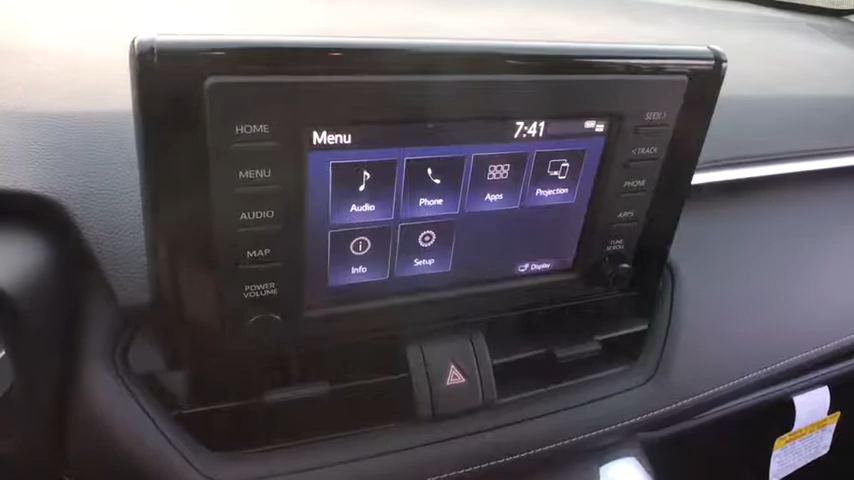 HOME
MENU
AUDIO
MAP
POWER
VOLUME
Menu
7:41
Audio
Phone
Apps
Projection
Info
Setup
Display
SEEK >
< TRACK
PHONE
APPS
TUNE
SCROLL